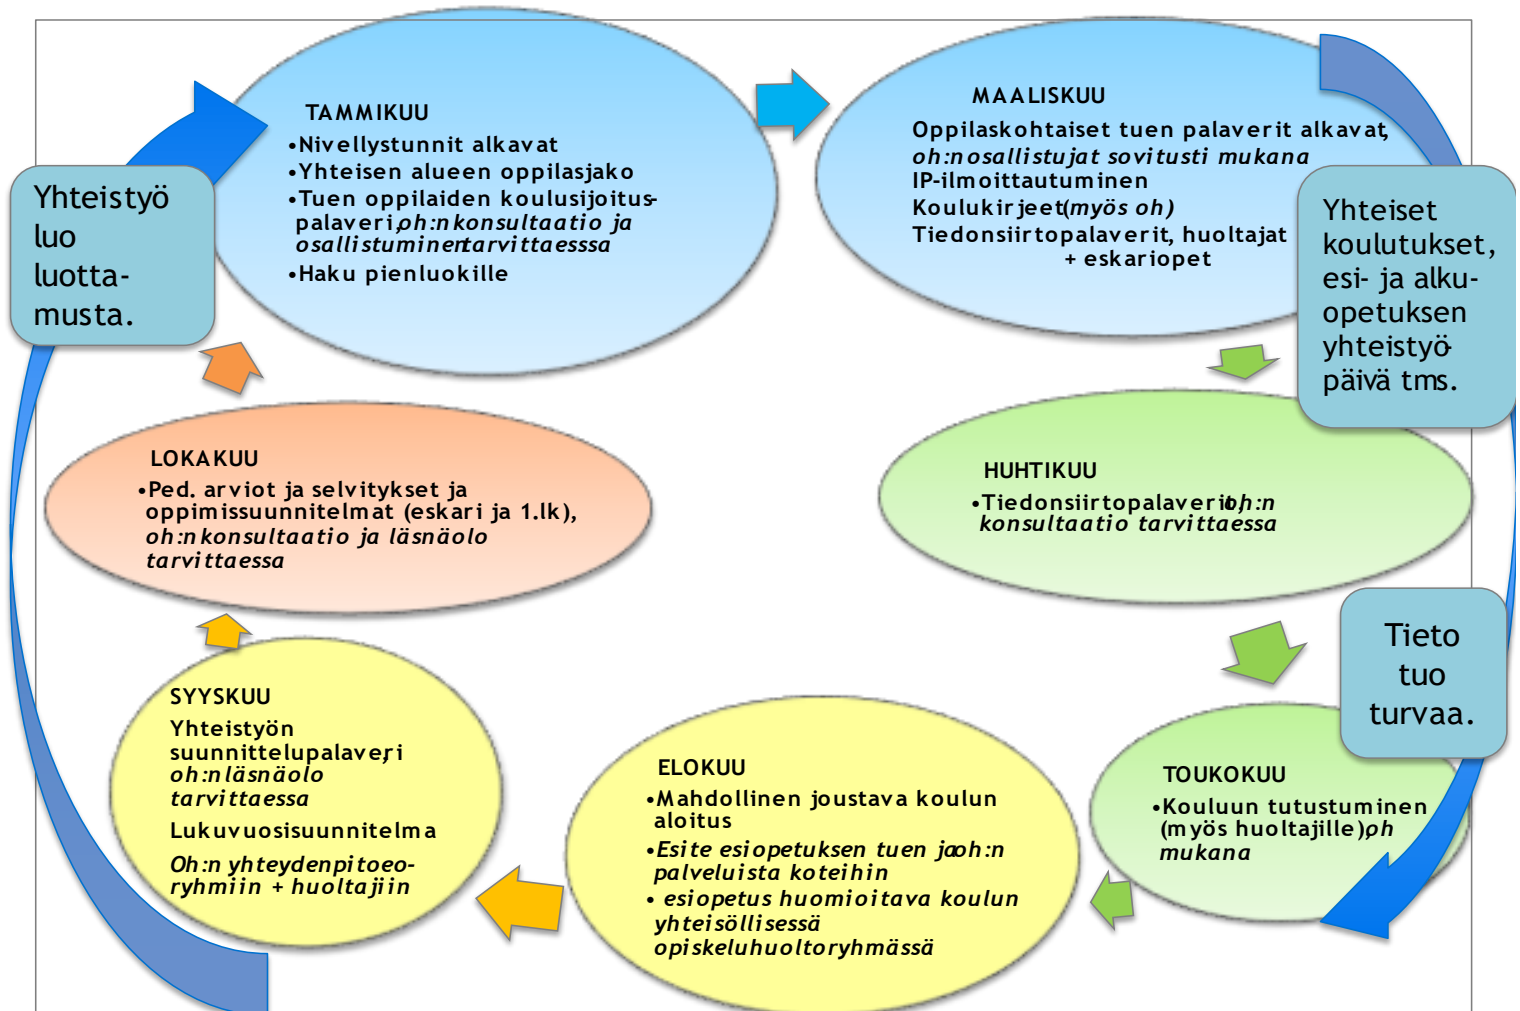 TAMMIKUU
•Nivellystunnit alkavat
•Yhteisen alueen oppilasjako
•Tuen oppilaiden koulusijoitus-
palaveri, oh:n konsultaatio ja
osallistuminen tarvittaesssa
•Haku pienluokille
MAALISKUU
Oppilaskohtaiset tuen palaverit alkavat,
oh:n osallistujat sovitusti mukana
IP-ilmoittautuminen
Koulukirjeet (myös oh)
Tiedonsiirtopalaverit, huoltajat
+ eskariopet
Yhteistyö
luo
luotta-
musta.
Yhteiset
koulutukset,
esi- ja alku-
opetuksen
yhteistyö-
päivä tms.
LOKAKUU
•Ped. arviot ja selvitykset ja
oppimissuunnitelmat (eskari ja 1.lk),
oh:n konsultaatio ja läsnäolo
tarvittaessa
HUHTIKUU
•Tiedonsiirtopalaverit, oh:n
konsultaatio tarvittaessa
Tieto
tuo
turvaa.
SYYSKUU
Yhteistyön
suunnittelupalaveri,
oh:n läsnäolo
tarvittaessa
Lukuvuosisuunnitelma
Oh:n yhteydenpito eo-
ryhmiin + huoltajiin
ELOKUU
•Mahdollinen joustava koulun
aloitus
•Esite esiopetuksen tuen ja oh:n
palveluista koteihin
• esiopetus huomioitava koulun
yhteisöllisessä
opiskeluhuoltoryhmässä
TOUKOKUU
•Kouluun tutustuminen
(myös huoltajille), oh
mukana